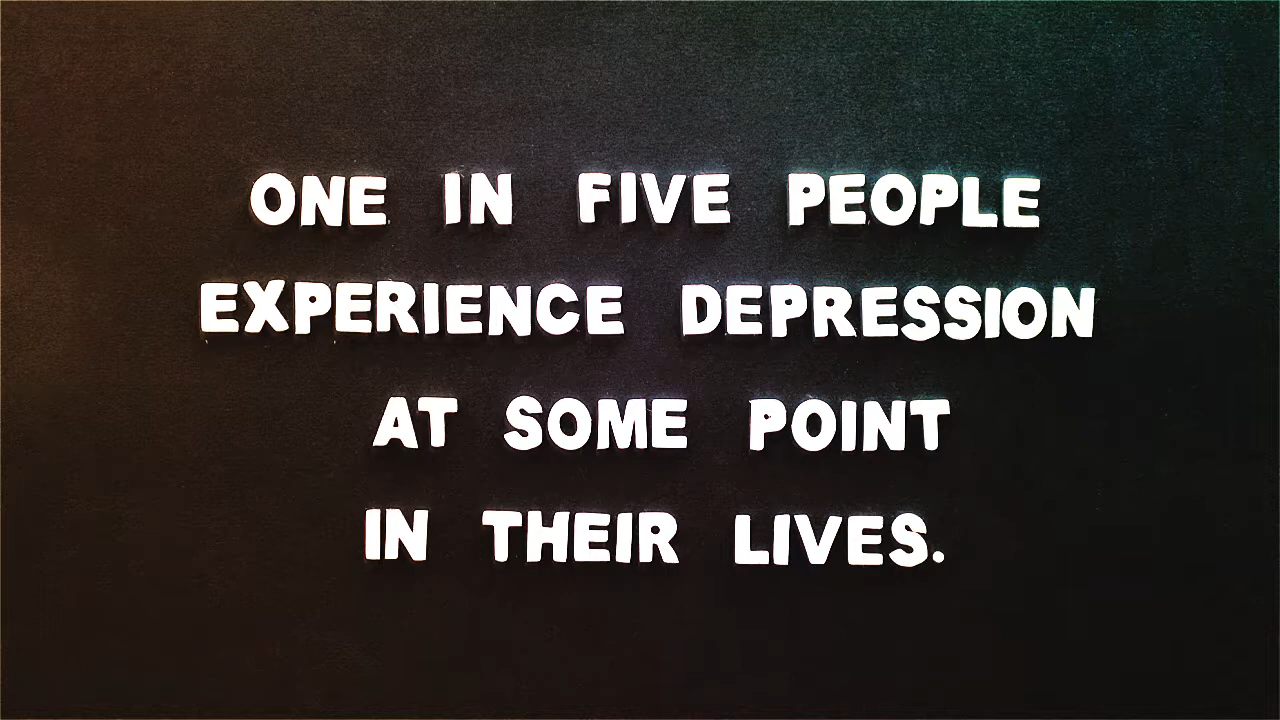 ONE IN FIVE PEOPLE
EXPERIENCE DEPRESSION
AT SOME POINT
IN THEIR LIVES.